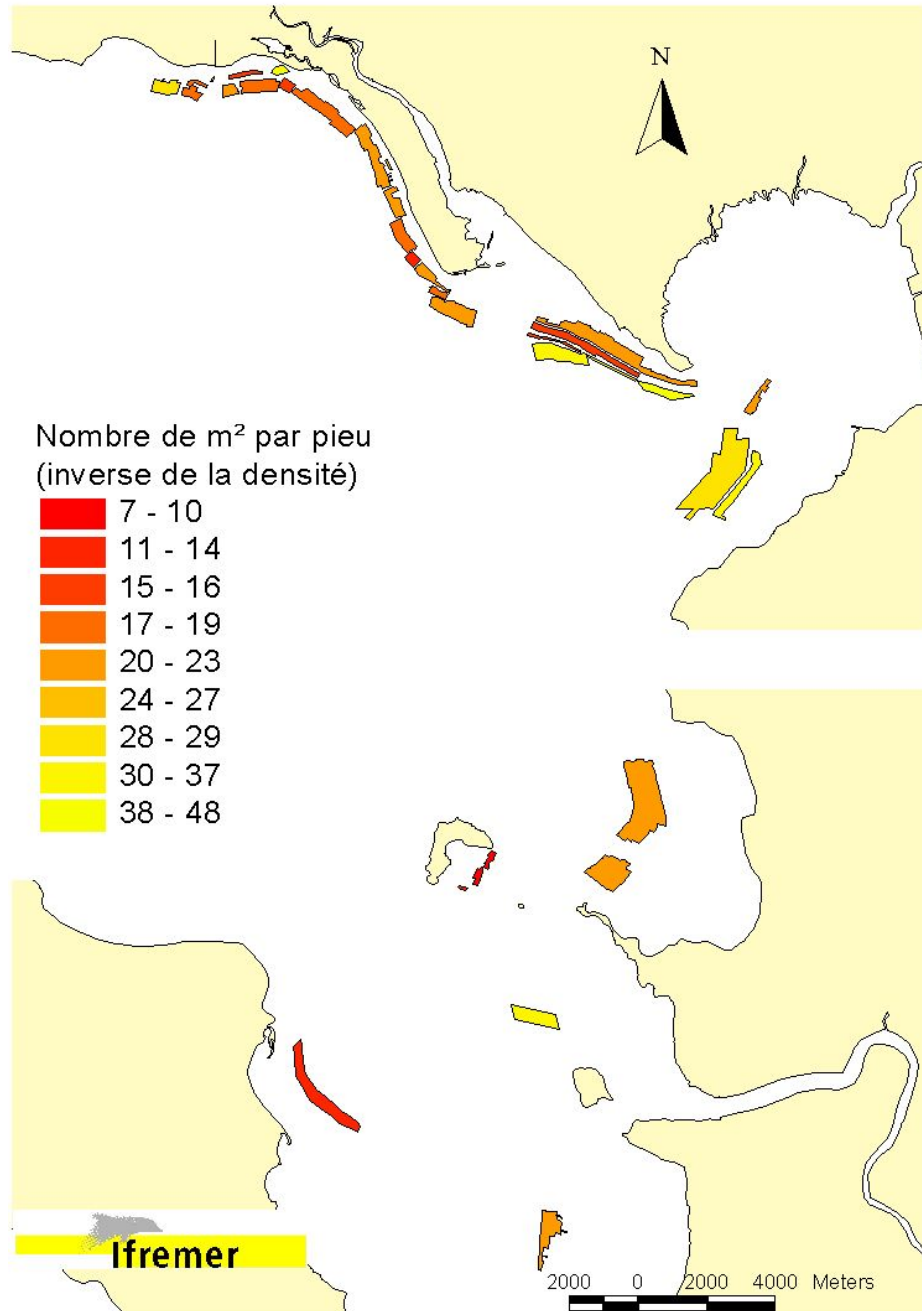 N
Nombre de m² par pieu
(inverse de la densité)
7 - 10
11 - 14
15 - 16
17 - 19
20 - 23
24 - 27
28 - 29
30 - 37
38 - 48
Ifremer
2000 0 2000 4000 Meters